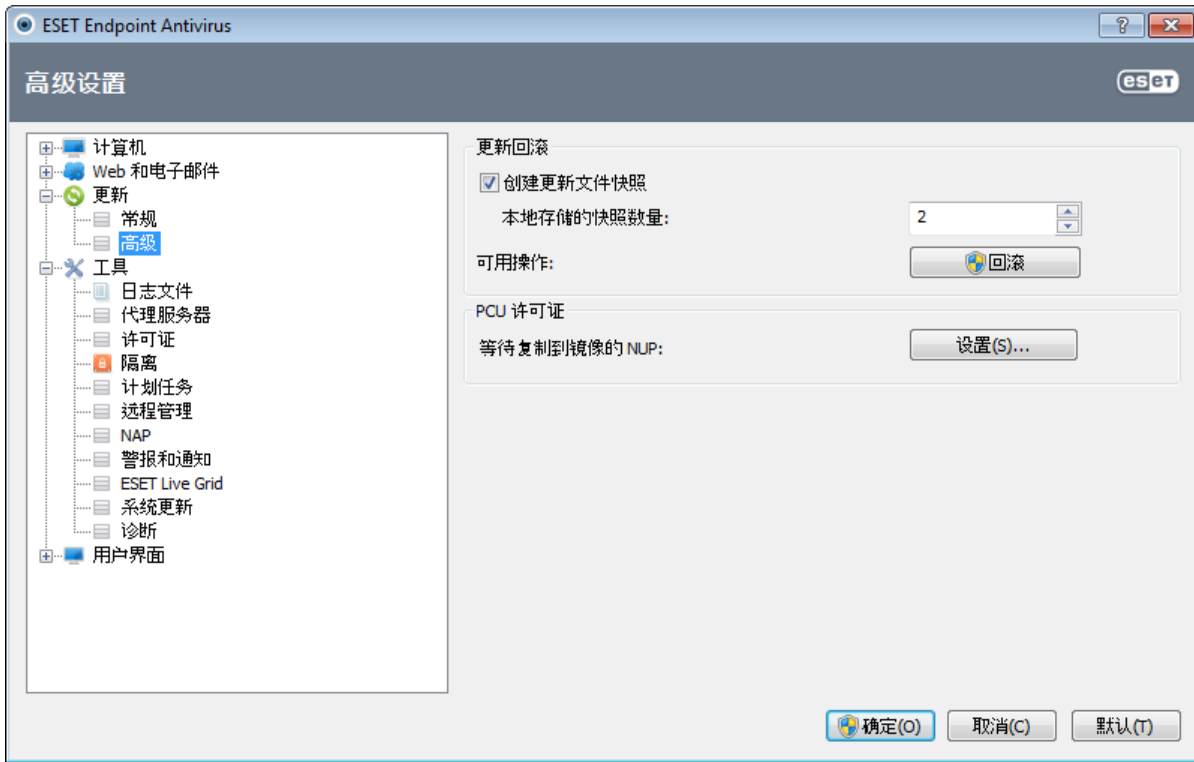 ESET Endpoint Antivirus
高级设置
eseT
计算机
Web 和电子邮件
更新
常规
高级
工具
日志文件
代理服务器
许可证
隔离
计划任务
远程管理
NAP
警报和通知
ESET Live Grid
系统更新
诊断
用户界面
更新回滚
创建更新文件快照
本地存储的快照数量: 2
可用操作: 回滚
PCU 许可证
等待复制到镜像的 NUP: 设置(S)...
确定(O) 取消(C) 默认(T)